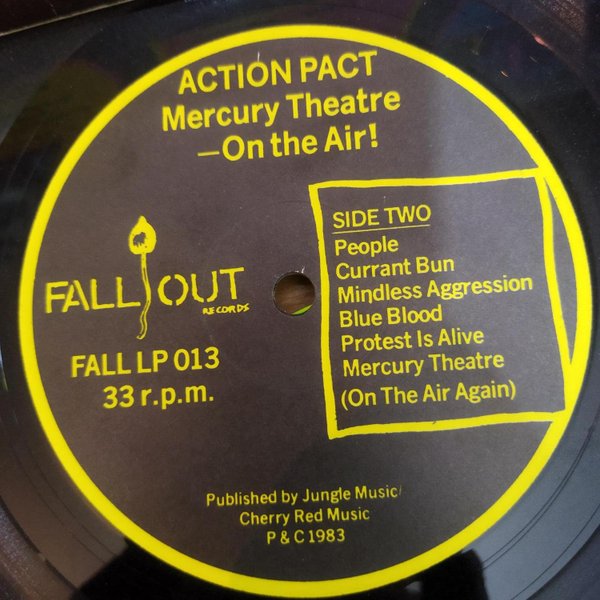 ACTION PACT
Mercury Theatre
—On the Air!
SIDE TWO
People
Currant Bun
Mindless Aggression
Blue Blood
Protest Is Alive
Mercury Theatre
(On The Air Again)
FALL OUT
RECORDS
FALL LP 013
33 r.p.m.
Published by Jungle Music/
Cherry Red Music
P & C 1983